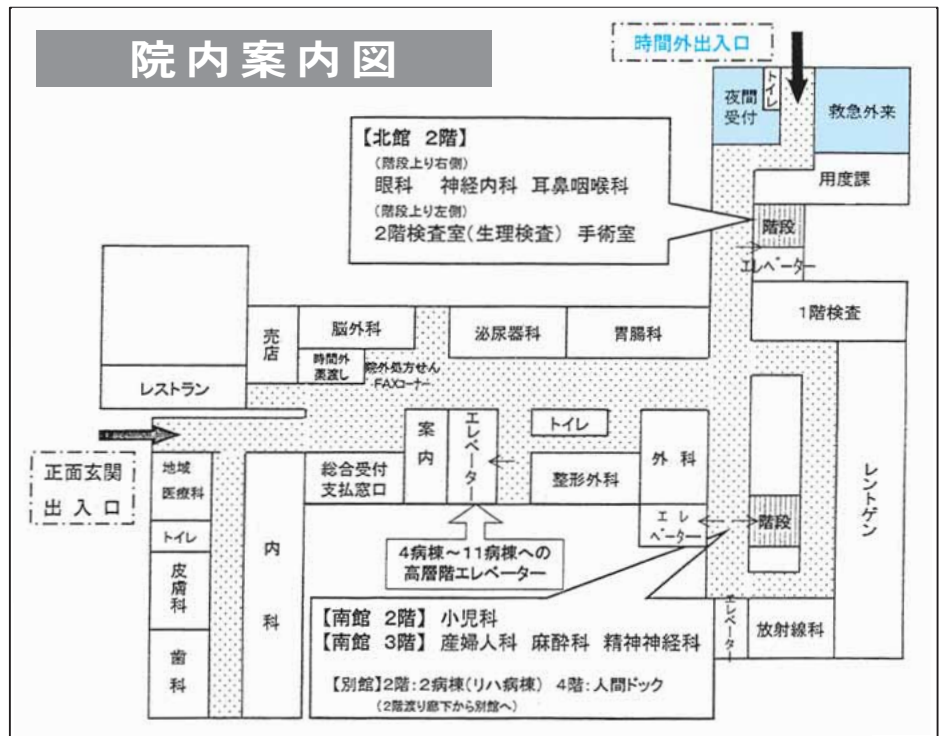 院内案内図
時間外出入口
夜間
受付
トイレ
救急外来
用度課
階段
エレベーター
1階検査
【北館 2階】
(階段上り右側)
眼科 神経内科 耳鼻咽喉科
(階段上り左側)
2階検査室(生理検査) 手術室
レストラン
売店
脳外科
時間外
薬渡し
院外処方せん
FAXコーナー
泌尿器科
胃腸科
正面玄関
出入口
地域
医療科
トイレ
皮膚科
歯科
内科
総合受付
支払窓口
案内
エレベーター
トイレ
整形外科
外科
エレ
ベーター
階段
レントゲン
4病棟～11病棟への
高層階エレベーター
エレベーター
放射線科
【南館 2階】 小児科
【南館 3階】 産婦人科 麻酔科 精神神経科
【別館】2階:2病棟(リハ病棟) 4階:人間ドック
(2階渡り廊下から別館へ)